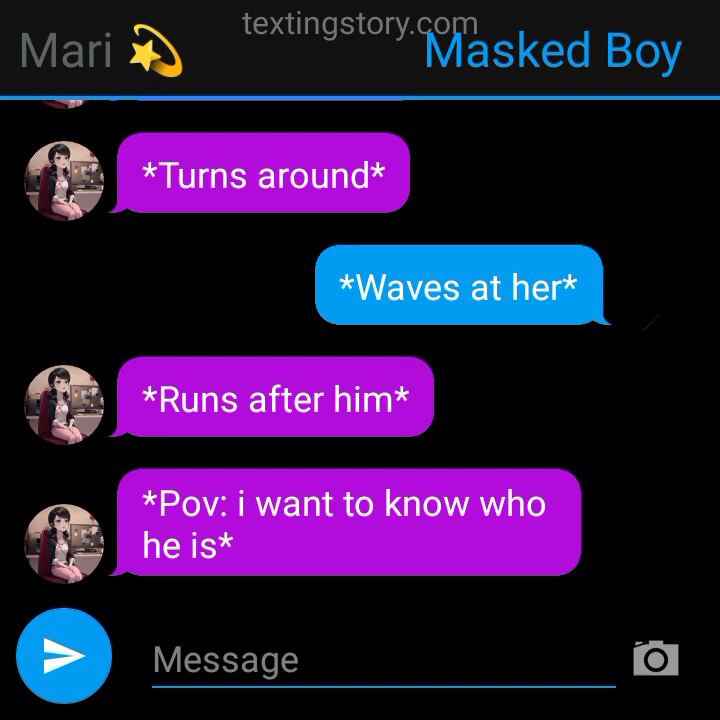 textingstory.com
Mari 💫
Masked Boy
*Turns around*
*Waves at her*
*Runs after him*
*Pov: i want to know who
he is*
Message